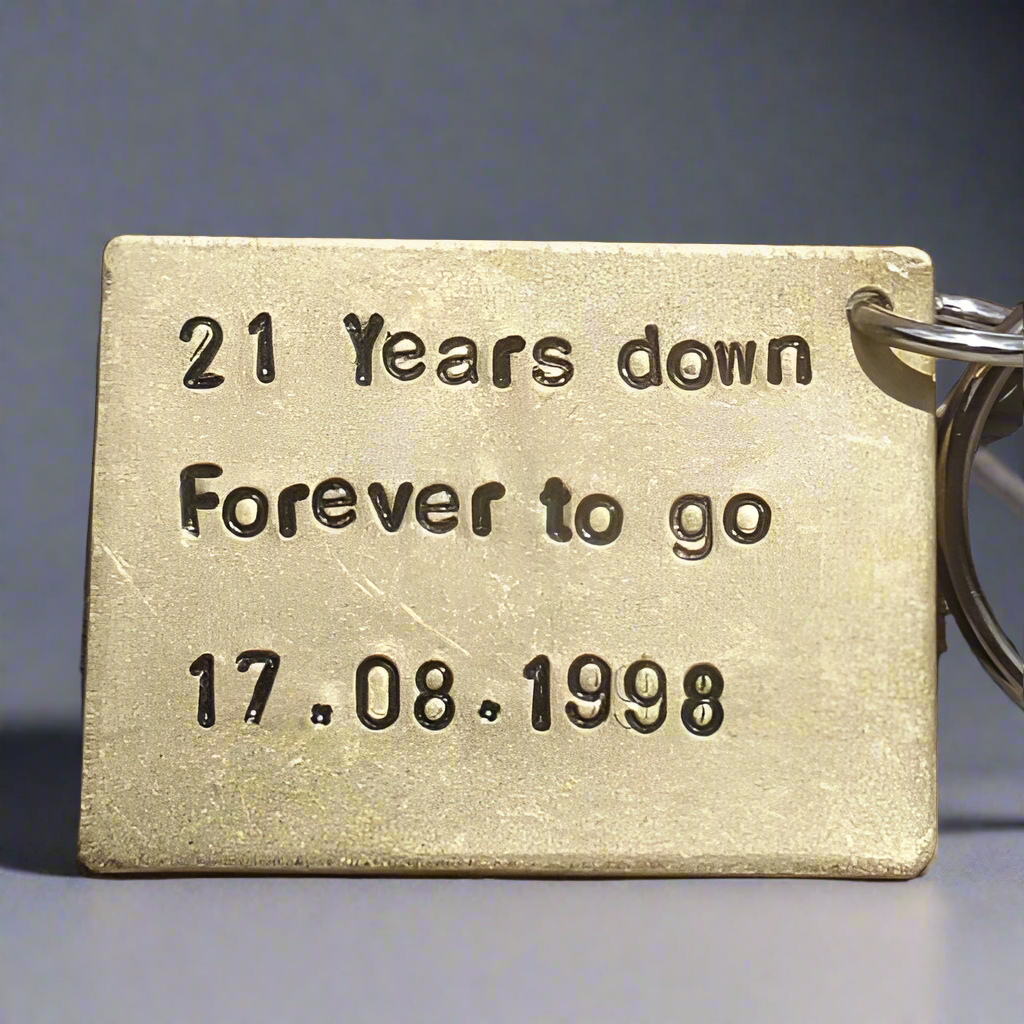 21 Years down
Forever to go
17.08.1998